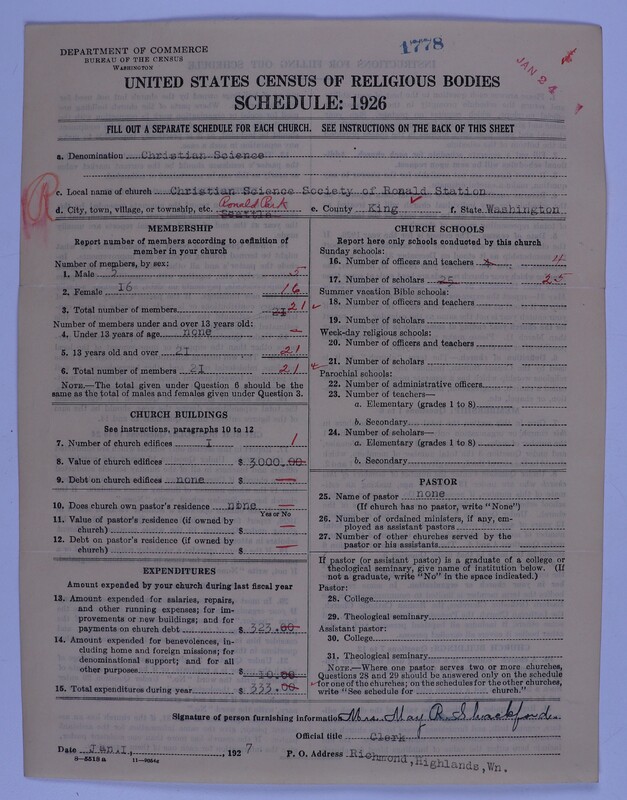 DEPARTMENT OF COMMERCE
BUREAU OF THE CENSUS
WASHINGTON
1778
JAN 24
UNITED STATES CENSUS OF RELIGIOUS BODIES
SCHEDULE: 1926
FILL OUT A SEPARATE SCHEDULE FOR EACH CHURCH. SEE INSTRUCTIONS ON THE BACK OF THIS SHEET
a. Denomination Christian Science
c. Local name of church Christian Science Society of Ronald Station
R
d. City, town, village, or township, etc. Ronald Park Seattle e. County King f. State Washington
MEMBERSHIP
Report number of members according to definition of
member in your church
Number of members, by sex:
1. Male 5 5
2. Female 16 16
3. Total number of members 21 21
Number of members under and over 13 years old:
4. Under 13 years of age none —
5. 13 years old and over 21 21
6. Total number of members 21 21
NOTE.—The total given under Question 6 should be the
same as the total of males and females given under Question 3.
CHURCH BUILDINGS
See instructions, paragraphs 10 to 12
7. Number of church edifices I 1
8. Value of church edifices $ 3000.00
9. Debt on church edifices none $ —
10. Does church own pastor's residence none —
Yes or No
11. Value of pastor's residence (if owned by
church) $ —
12. Debt on pastor's residence (if owned by
church) $ —
EXPENDITURES
Amount expended by your church during last fiscal year
13. Amount expended for salaries, repairs,
and other running expenses; for im-
provements or new buildings; and for
payments on church debt $ 323.00
14. Amount expended for benevolences, in-
cluding home and foreign missions; for
denominational support; and for all
other purposes $ 10.00
15. Total expenditures during year $ 333.00
CHURCH SCHOOLS
Report here only schools conducted by this church
Sunday schools:
16. Number of officers and teachers 11
17. Number of scholars 25 25
Summer vacation Bible schools:
18. Number of officers and teachers
19. Number of scholars
Week-day religious schools:
20. Number of officers and teachers
21. Number of scholars
Parochial schools:
22. Number of administrative officers
23. Number of teachers—
a. Elementary (grades 1 to 8)
b. Secondary
24. Number of scholars—
a. Elementary (grades 1 to 8)
b. Secondary
PASTOR
25. Name of pastor none
(If church has no pastor, write "None")
26. Number of ordained ministers, if any, em-
ployed as assistant pastors
27. Number of other churches served by the
pastor or his assistants
If pastor (or assistant pastor) is a graduate of a college or
theological seminary, give name of institution below. (If
not a graduate, write "No" in the space indicated.)
Pastor:
28. College
29. Theological seminary
Assistant pastor:
30. College
31. Theological seminary
NOTE.—Where one pastor serves two or more churches,
Questions 28 and 29 should be answered only on the schedule
for one of the churches; on the schedules for the other churches,
write "See schedule for church."
Signature of person furnishing information Mrs. May R. Shackford
Official title Clerk
Date Jan. 1, , 1927
P. O. Address Richmond, Highlands, Wn.
8—5518a